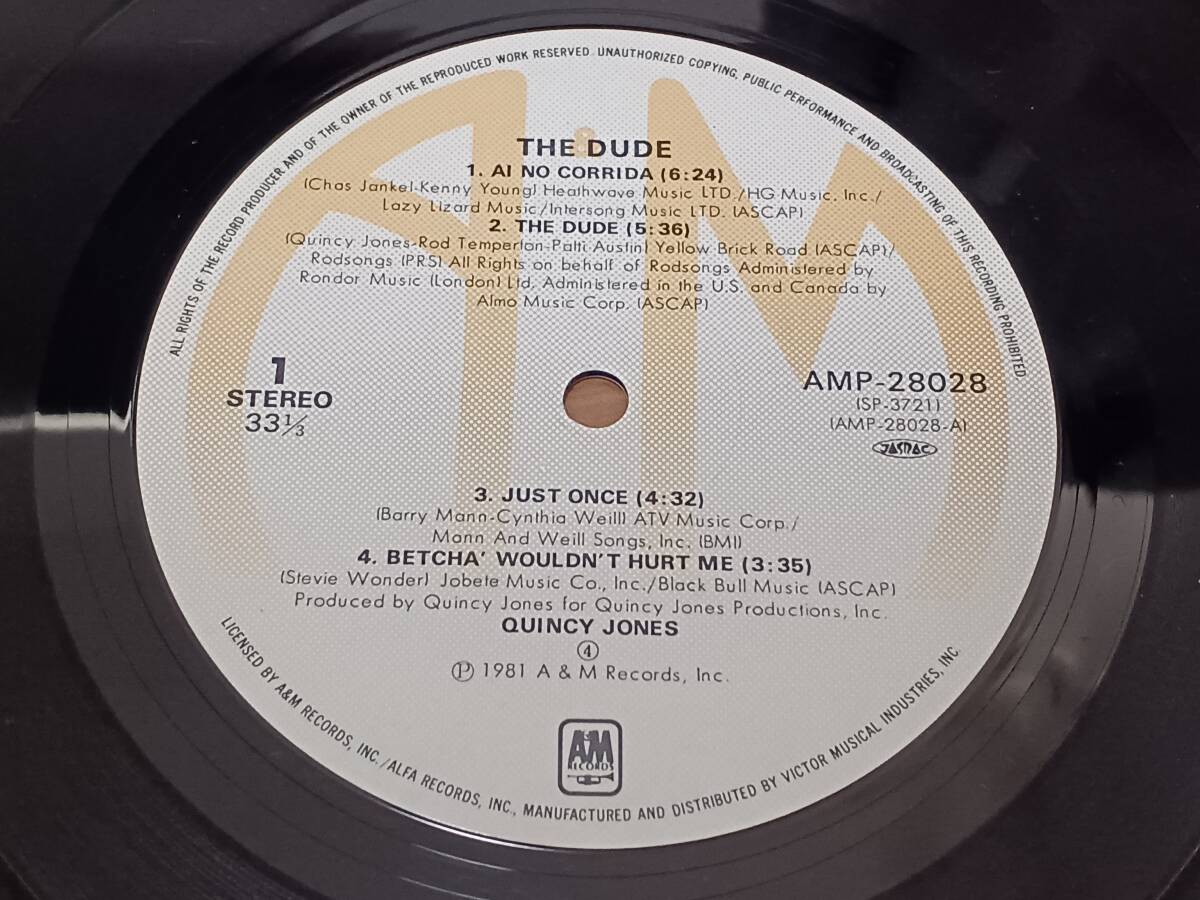 ALL RIGHTS OF THE RECORD PRODUCER AND OF THE OWNER OF THE REPRODUCED WORK RESERVED UNAUTHORIZED COPYING, PUBLIC PERFORMANCE AND BROADCASTING OF THIS RECORDING PROHIBITED
THE DUDE
1. AI NO CORRIDA (6:24)
(Chas Jankel-Kenny Young) Heathwave Music LTD./HG Music, Inc./
Lazy Lizard Music/Intersong Music LTD. (ASCAP)
2. THE DUDE (5:36)
(Quincy Jones-Rod Temperton-Patti Austin) Yellow Brick Road (ASCAP)/
Rodsongs (PRS) All Rights on behalf of Rodsongs Administered by
Rondor Music (London) Ltd. Administered in the U.S. and Canada by
Almo Music Corp. (ASCAP)
1
STEREO
33⅓
AMP-28028
(SP-3721)
(AMP-28028-A)
JASRAC
3. JUST ONCE (4:32)
(Barry Mann-Cynthia Weill) ATV Music Corp./
Mann And Weill Songs, Inc. (BMI)
4. BETCHA' WOULDN'T HURT ME (3:35)
(Stevie Wonder) Jobete Music Co., Inc./Black Bull Music (ASCAP)
Produced by Quincy Jones for Quincy Jones Productions, Inc.
QUINCY JONES
④
℗ 1981 A & M Records, Inc.
A&M
RECORDS
LICENSED BY A&M RECORDS, INC./ALFA RECORDS, INC., MANUFACTURED AND DISTRIBUTED BY VICTOR MUSICAL INDUSTRIES, INC.